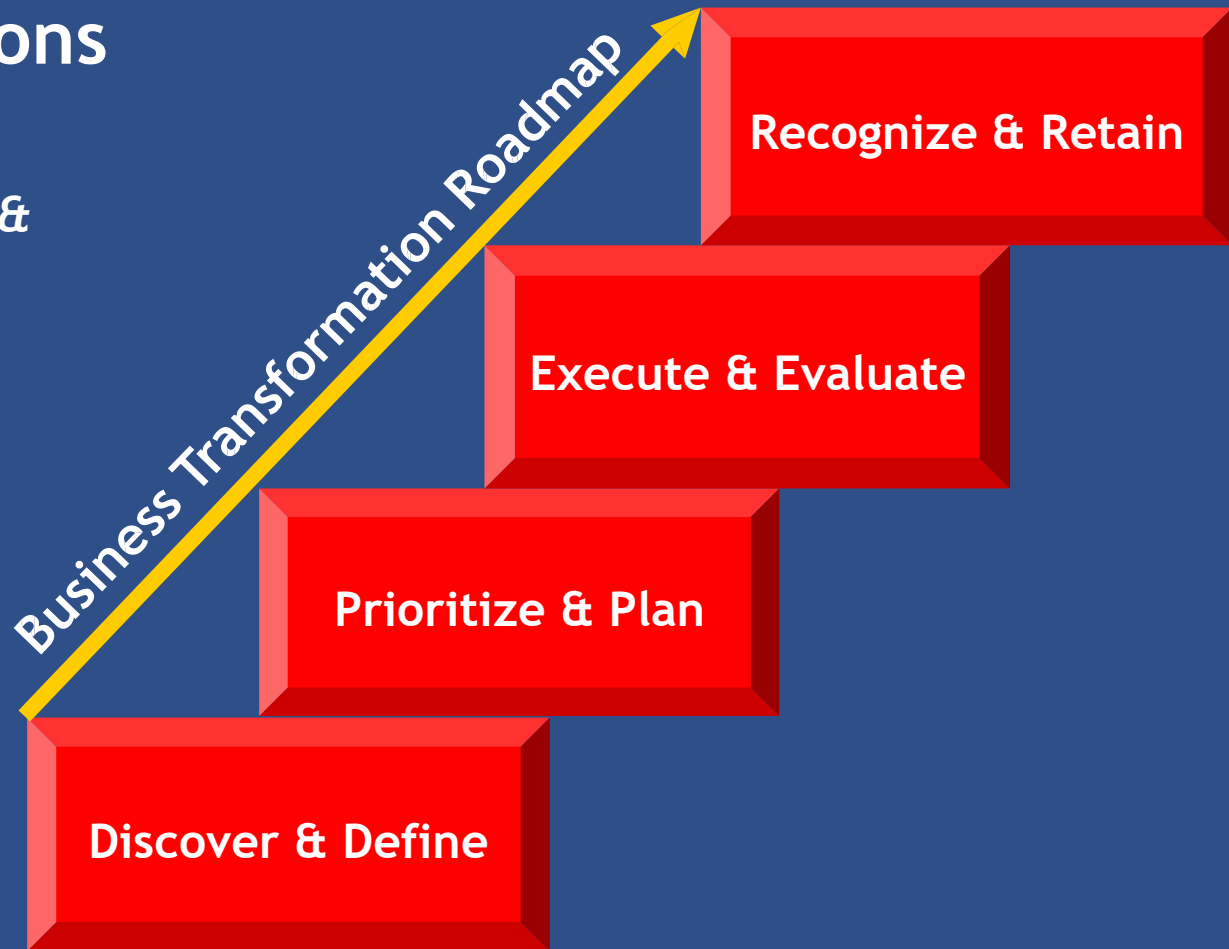 ons
&
Business Transformation Roadmap
Recognize & Retain
Execute & Evaluate
Prioritize & Plan
Discover & Define